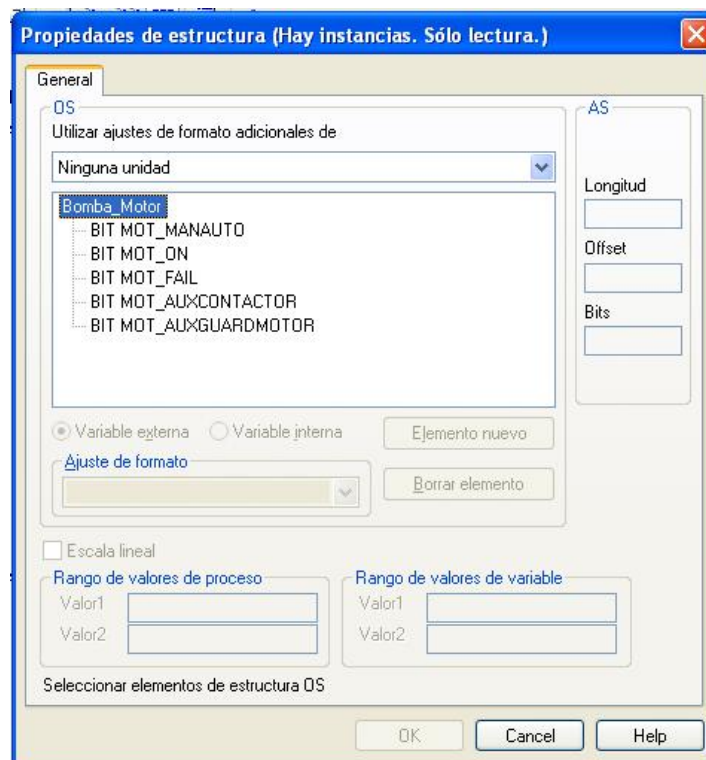 Propiedades de estructura (Hay instancias. Sólo lectura.)
General
OS
Utilizar ajustes de formato adicionales de
Ninguna unidad
Bomba_Motor
BIT MOT_MANAUTO
BIT MOT_ON
BIT MOT_FAIL
BIT MOT_AUXCONTACTOR
BIT MOT_AUXGUARDMOTOR
AS
Longitud
Offset
Bits
Variable externa
Variable interna
Elemento nuevo
Ajuste de formato
Borrar elemento
Escala lineal
Rango de valores de proceso
Valor1
Valor2
Rango de valores de variable
Valor1
Valor2
Seleccionar elementos de estructura OS
OK
Cancel
Help